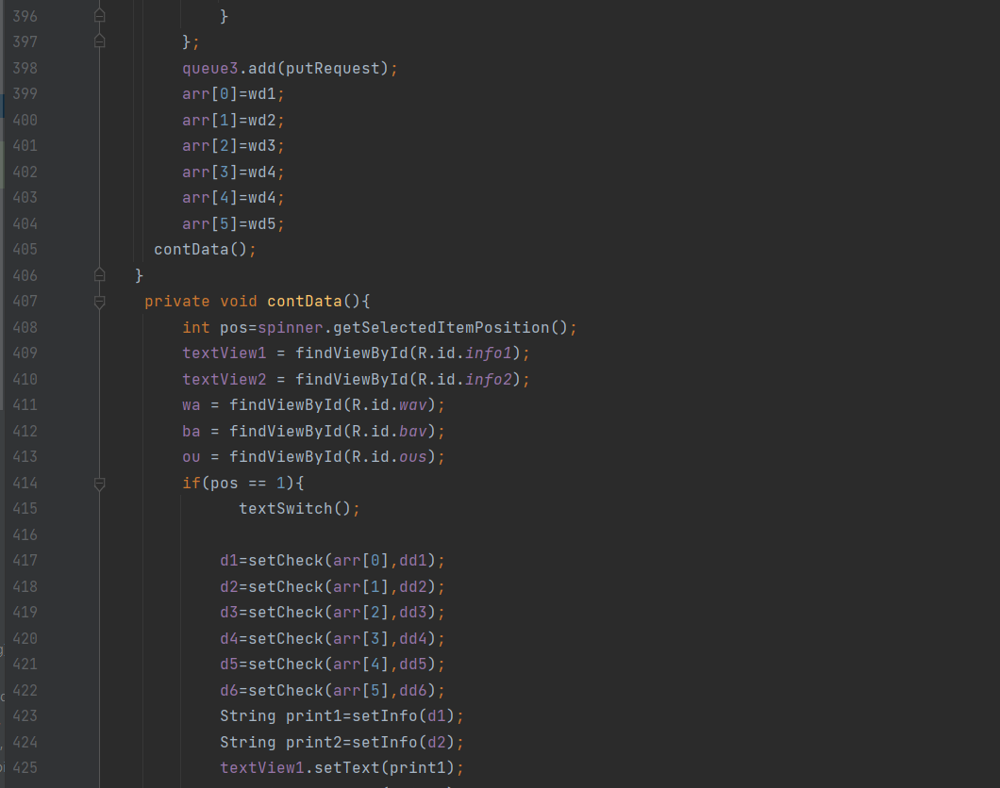 396 }
397 };
398 queue3.add(putRequest);
399 arr[0]=wd1;
400 arr[1]=wd2;
401 arr[2]=wd3;
402 arr[3]=wd4;
403 arr[4]=wd4;
404 arr[5]=wd5;
405 contData();
406 }
407 private void contData(){
408 int pos=spinner.getSelectedItemPosition();
409 textView1 = findViewById(R.id.info1);
410 textView2 = findViewById(R.id.info2);
411 wa = findViewById(R.id.wav);
412 ba = findViewById(R.id.bav);
413 ou = findViewById(R.id.ous);
414 if(pos == 1){
415 textSwitch();
416
417 d1=setCheck(arr[0],dd1);
418 d2=setCheck(arr[1],dd2);
419 d3=setCheck(arr[2],dd3);
420 d4=setCheck(arr[3],dd4);
421 d5=setCheck(arr[4],dd5);
422 d6=setCheck(arr[5],dd6);
423 String print1=setInfo(d1);
424 String print2=setInfo(d2);
425 textView1.setText(print1);